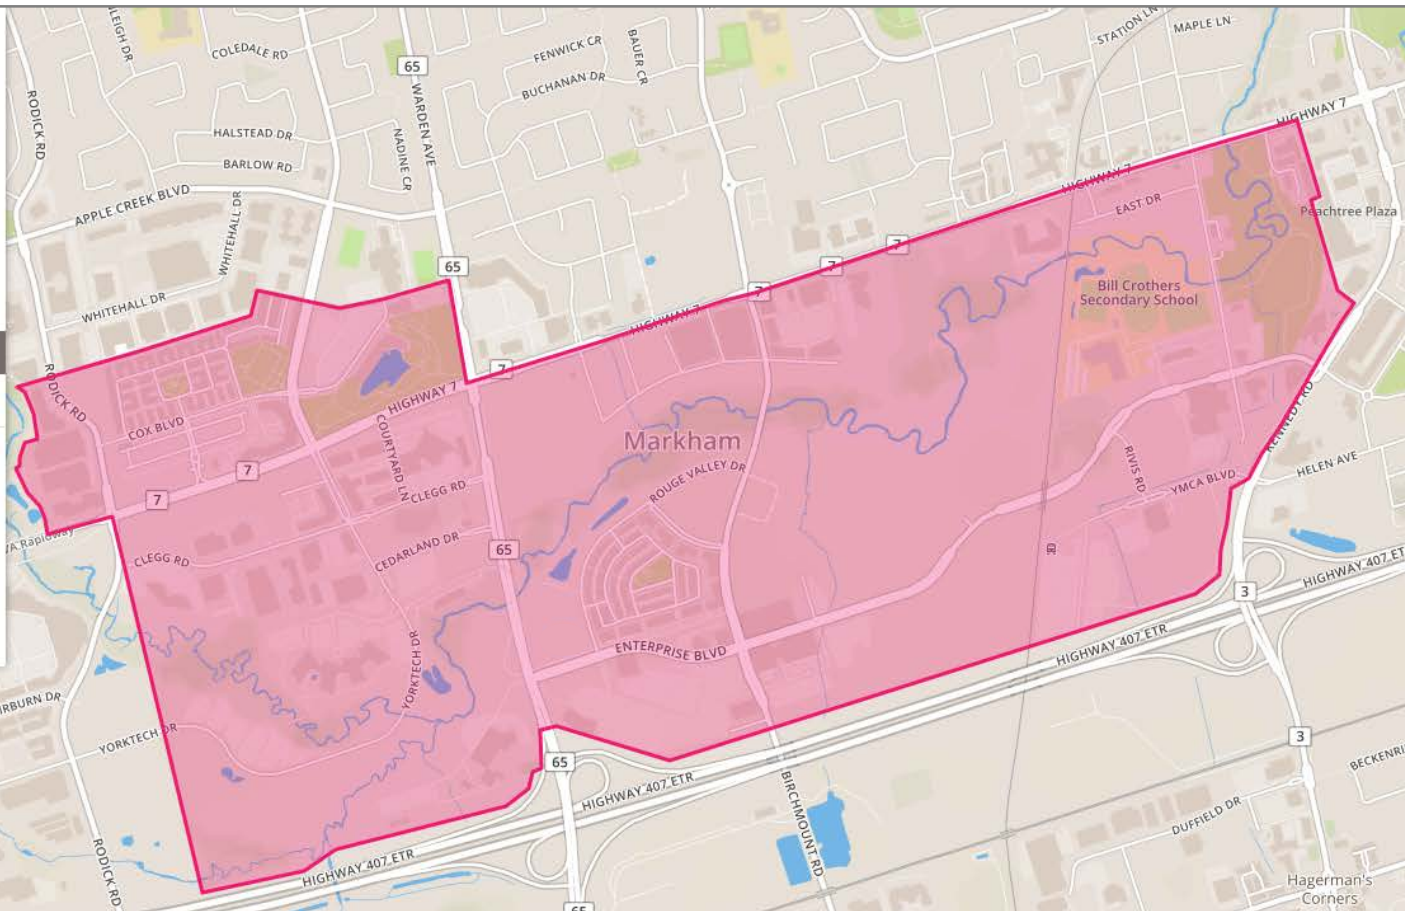 STATION LN
MAPLE LN
COLEDALE RD
FENWICK CR
BAUER CR
BUCHANAN DR
65
WARDEN AVE
RODICK RD
HALSTEAD DR
NADINE CR
BARLOW RD
HIGHWAY 7
APPLE CREEK BLVD
HIGHWAY 7
EAST DR
Peachtree Plaza
WHITEHALL DR
7
65
7
Bill Crothers
Secondary School
7
WHITEHALL DR
HIGHWAY 7
7
RODICK RD
HIGHWAY 7
COX BLVD
COURTYARD LN
Markham
KENNEDY RD
7
ROUGE VALLEY DR
RIVIS RD
HELEN AVE
CLEGG RD
YMCA BLVD
7
CEDARLAND DR
65
CLEGG RD
HIGHWAY 407 ET
3
ENTERPRISE BLVD
HIGHWAY 407 ETR
YORKTECH DR
YORKTECH DR
3
65
HIGHWAY 407 ETR
BIRCHMOUNT RD
DUFFIELD DR
RODICK RD
HIGHWAY 407 ETR
Hagerman's
Corners
65